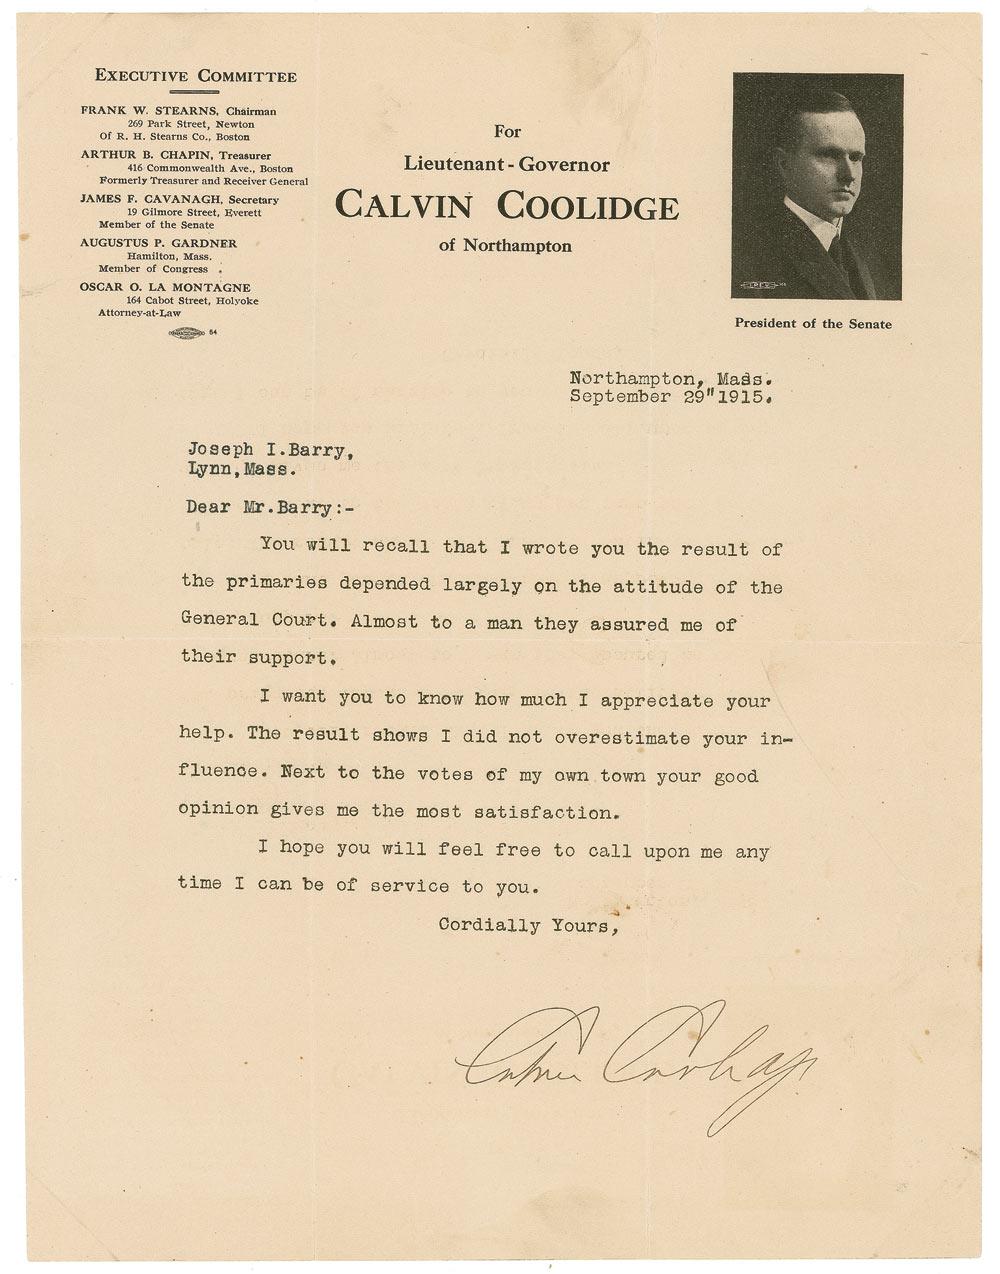 EXECUTIVE COMMITTEE
FRANK W. STEARNS, Chairman
269 Park Street, Newton
Of R. H. Stearns Co., Boston
ARTHUR B. CHAPIN, Treasurer
416 Commonwealth Ave., Boston
Formerly Treasurer and Receiver General
JAMES F. CAVANAGH, Secretary
19 Gilmore Street, Everett
Member of the Senate
AUGUSTUS P. GARDNER
Hamilton, Mass.
Member of Congress
OSCAR O. LA MONTAGNE
164 Cabot Street, Holyoke
Attorney-at-Law
64
For
Lieutenant-Governor
CALVIN COOLIDGE
of Northampton
President of the Senate
Northampton, Mass.
September 29" 1915.
Joseph I.Barry,
Lynn,Mass.
Dear Mr.Barry:-
You will recall that I wrote you the result of
the primaries depended largely on the attitude of the
General Court. Almost to a man they assured me of
their support.
I want you to know how much I appreciate your
help. The result shows I did not overestimate your in-
fluence. Next to the votes of my own town your good
opinion gives me the most satisfaction.
I hope you will feel free to call upon me any
time I can be of service to you.
Cordially Yours,
Calvin Coolidge